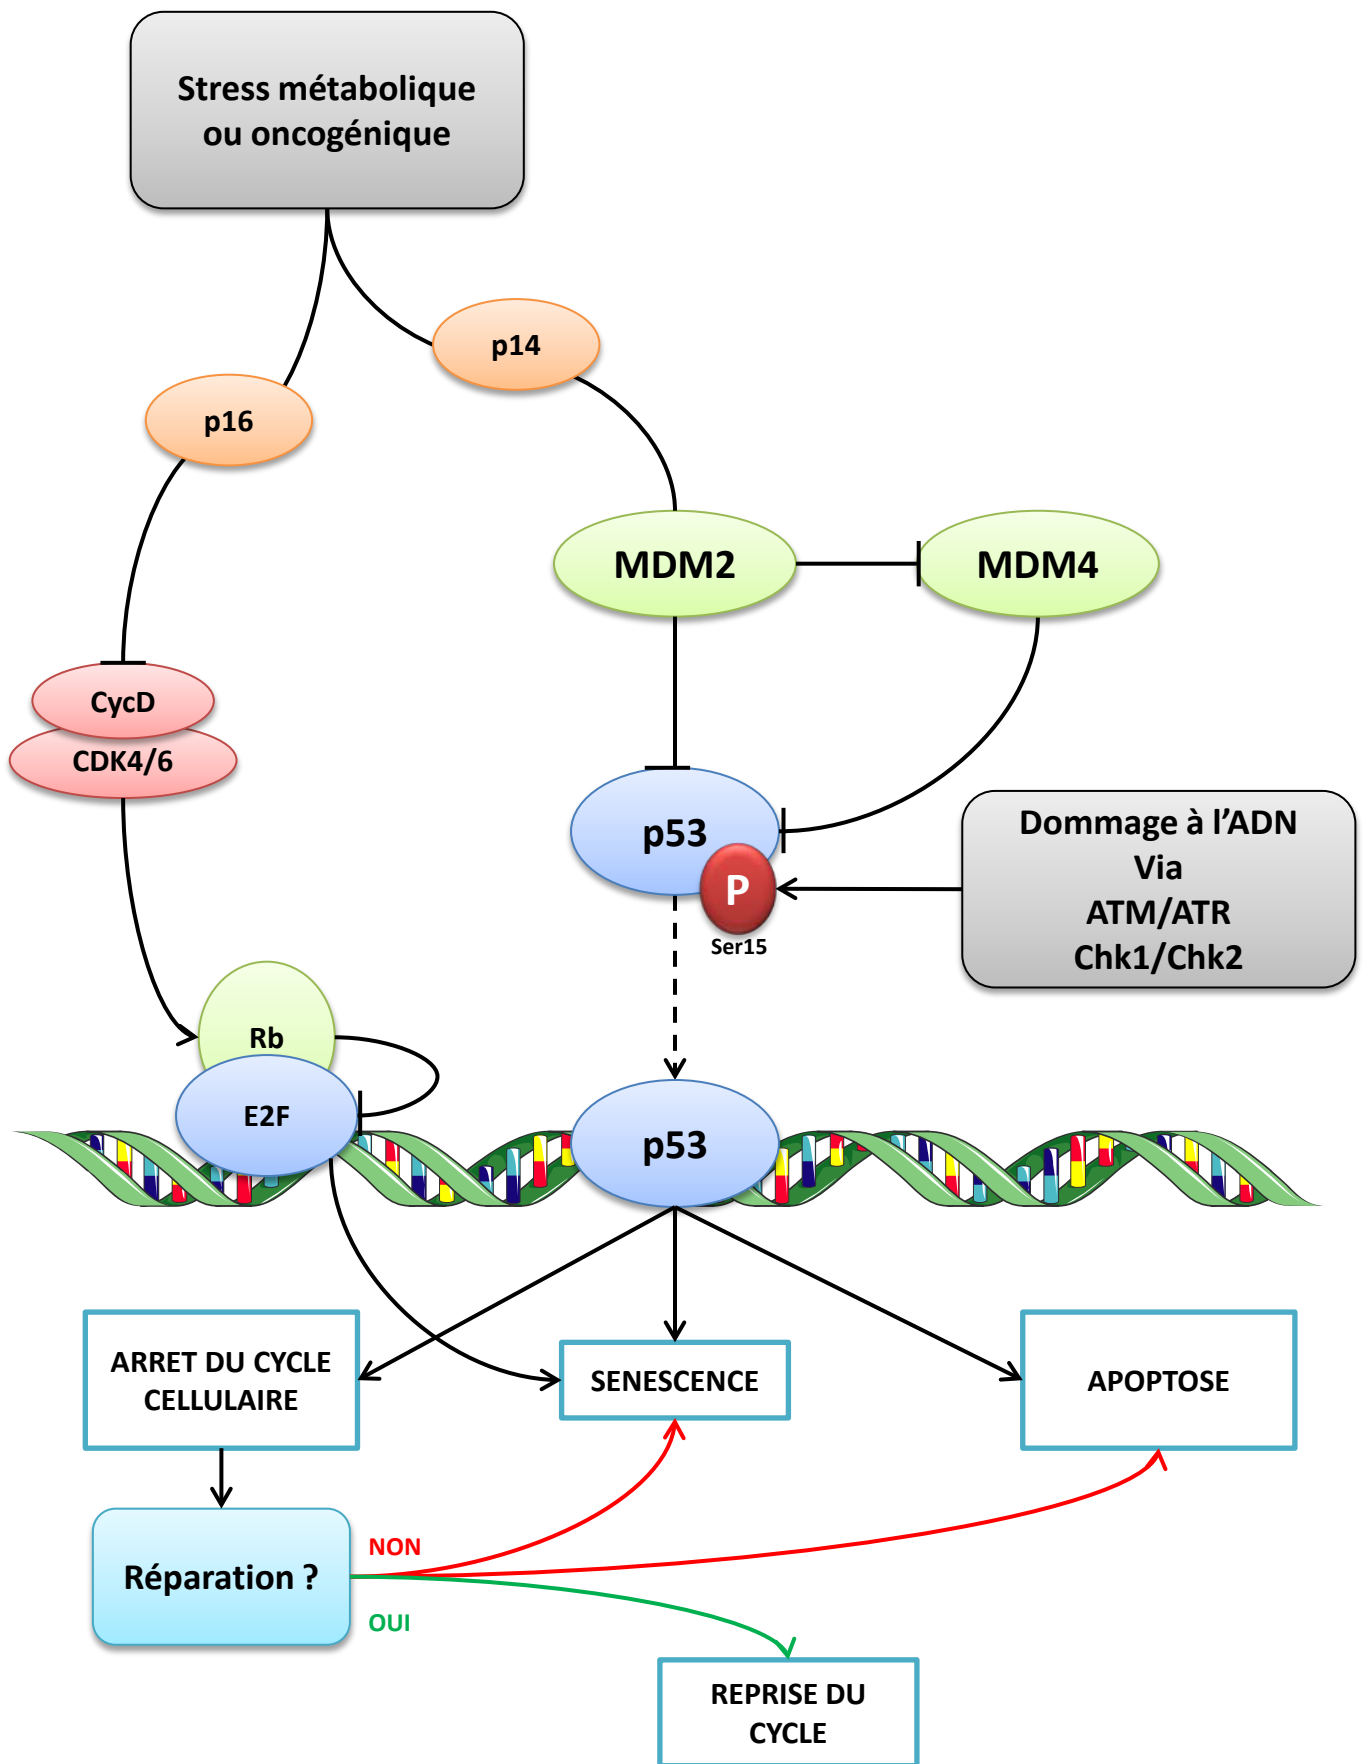 Stress métabolique
ou oncogénique
p14
p16
MDM2
MDM4
CycD
CDK4/6
p53
P
Ser15
Dommage à l’ADN
Via
ATM/ATR
Chk1/Chk2
Rb
E2F
p53
ARRET DU CYCLE
CELLULAIRE
SENESCENCE
APOPTOSE
Réparation ?
NON
OUI
REPRISE DU
CYCLE